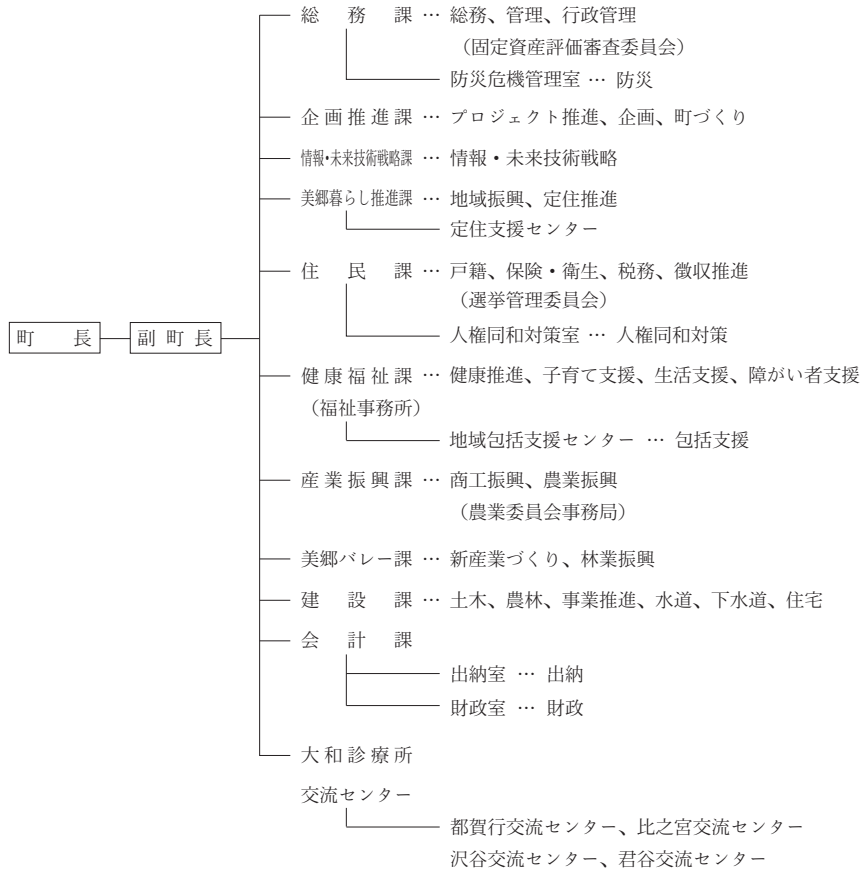 総務課 … 総務、管理、行政管理
（固定資産評価審査委員会）
防災危機管理室 … 防災
企画推進課 … プロジェクト推進、企画、町づくり
情報・未来技術戦略課 … 情報・未来技術戦略
美郷暮らし推進課 … 地域振興、定住推進
定住支援センター
住民課 … 戸籍、保険・衛生、税務、徴収推進
（選挙管理委員会）
人権同和対策室 … 人権同和対策
町長 副町長
健康福祉課 … 健康推進、子育て支援、生活支援、障がい者支援
（福祉事務所）
地域包括支援センター … 包括支援
産業振興課 … 商工振興、農業振興
（農業委員会事務局）
美郷バレー課 … 新産業づくり、林業振興
建設課 … 土木、農林、事業推進、水道、下水道、住宅
会計課
出納室 … 出納
財政室 … 財政
大和診療所
交流センター
都賀行交流センター、比之宮交流センター
沢谷交流センター、君谷交流センター